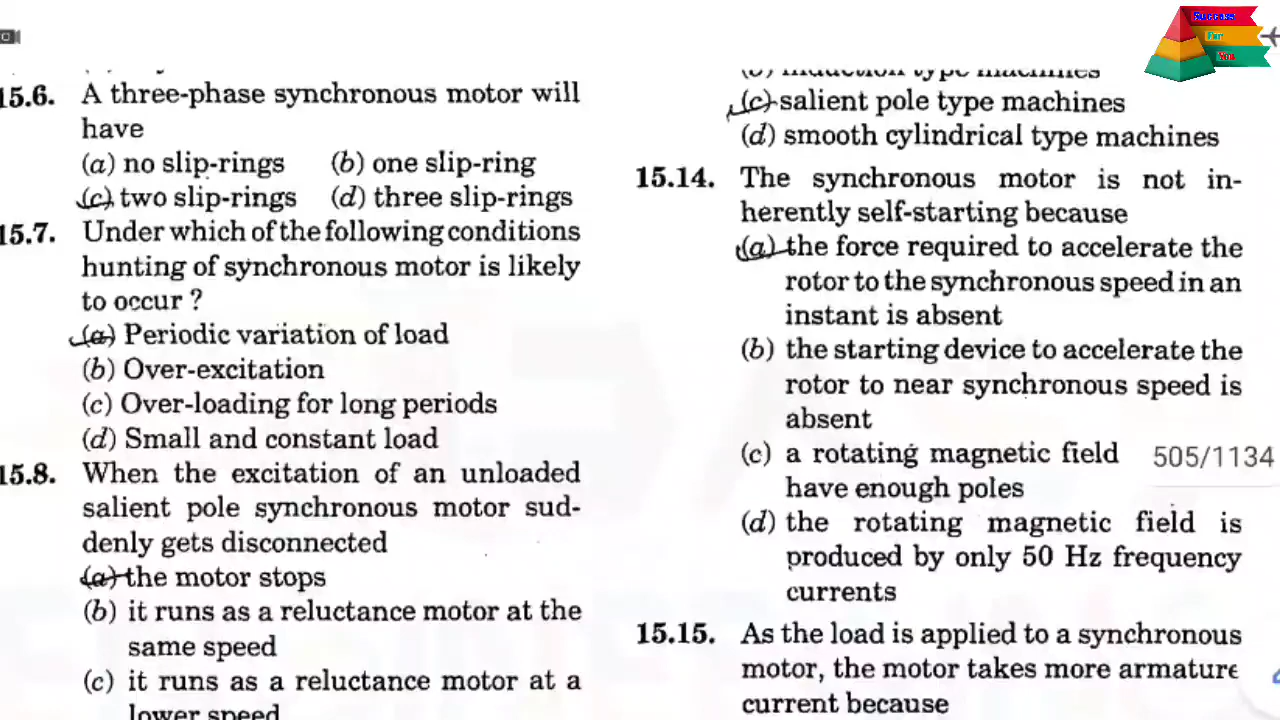 15.6. A three-phase synchronous motor will
have
(a) no slip-rings (b) one slip-ring
(c) two slip-rings (d) three slip-rings
15.7. Under which of the following conditions
hunting of synchronous motor is likely
to occur ?
(a) Periodic variation of load
(b) Over-excitation
(c) Over-loading for long periods
(d) Small and constant load
15.8. When the excitation of an unloaded
salient pole synchronous motor sud-
denly gets disconnected
(a) the motor stops
(b) it runs as a reluctance motor at the
same speed
(c) it runs as a reluctance motor at a
lower speed
(b) induction type machines
(c) salient pole type machines
(d) smooth cylindrical type machines
15.14. The synchronous motor is not in-
herently self-starting because
(a) the force required to accelerate the
rotor to the synchronous speed in an
instant is absent
(b) the starting device to accelerate the
rotor to near synchronous speed is
absent
(c) a rotating magnetic field
have enough poles
(d) the rotating magnetic field is
produced by only 50 Hz frequency
currents
15.15. As the load is applied to a synchronous
motor, the motor takes more armature
current because
505/1134
Success
For
You